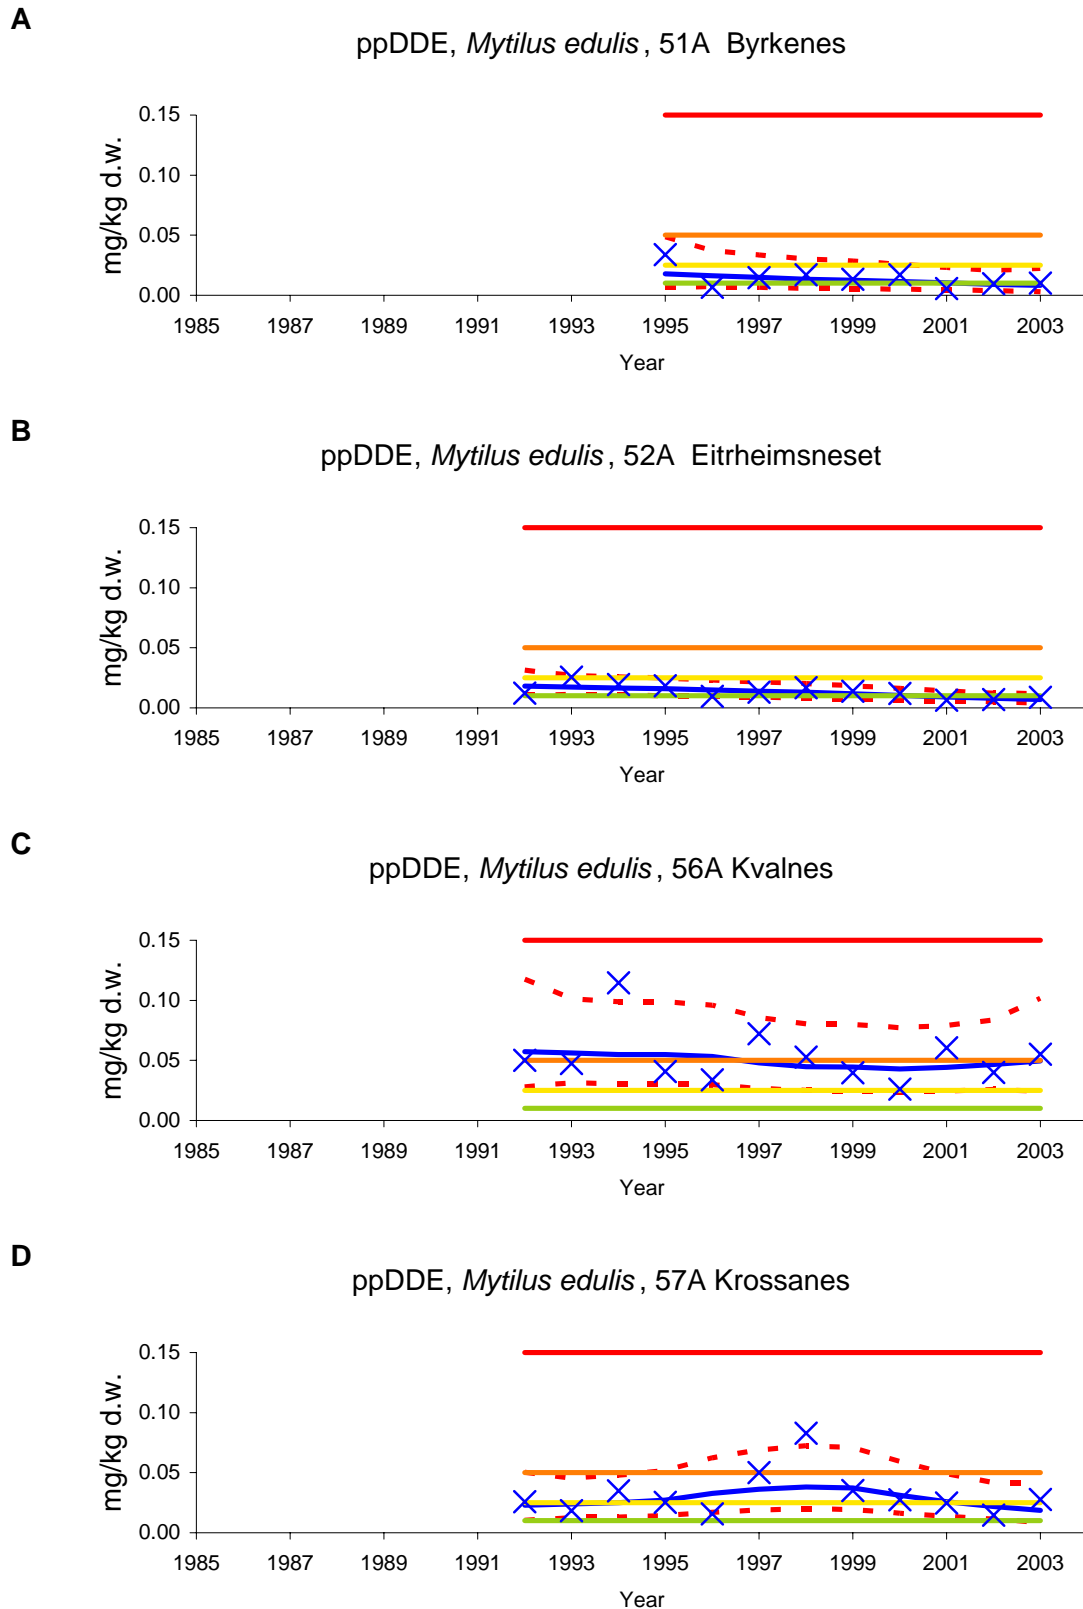 A
ppDDE, Mytilus edulis, 51A Byrkenes
mg/kg d.w.
0.15
0.10
0.05
0.00
1985 1987 1989 1991 1993 1995 1997 1999 2001 2003
Year
B
ppDDE, Mytilus edulis, 52A Eitrheimsneset
mg/kg d.w.
0.15
0.10
0.05
0.00
1985 1987 1989 1991 1993 1995 1997 1999 2001 2003
Year
C
ppDDE, Mytilus edulis, 56A Kvalnes
mg/kg d.w.
0.15
0.10
0.05
0.00
1985 1987 1989 1991 1993 1995 1997 1999 2001 2003
Year
D
ppDDE, Mytilus edulis, 57A Krossanes
mg/kg d.w.
0.15
0.10
0.05
0.00
1985 1987 1989 1991 1993 1995 1997 1999 2001 2003
Year